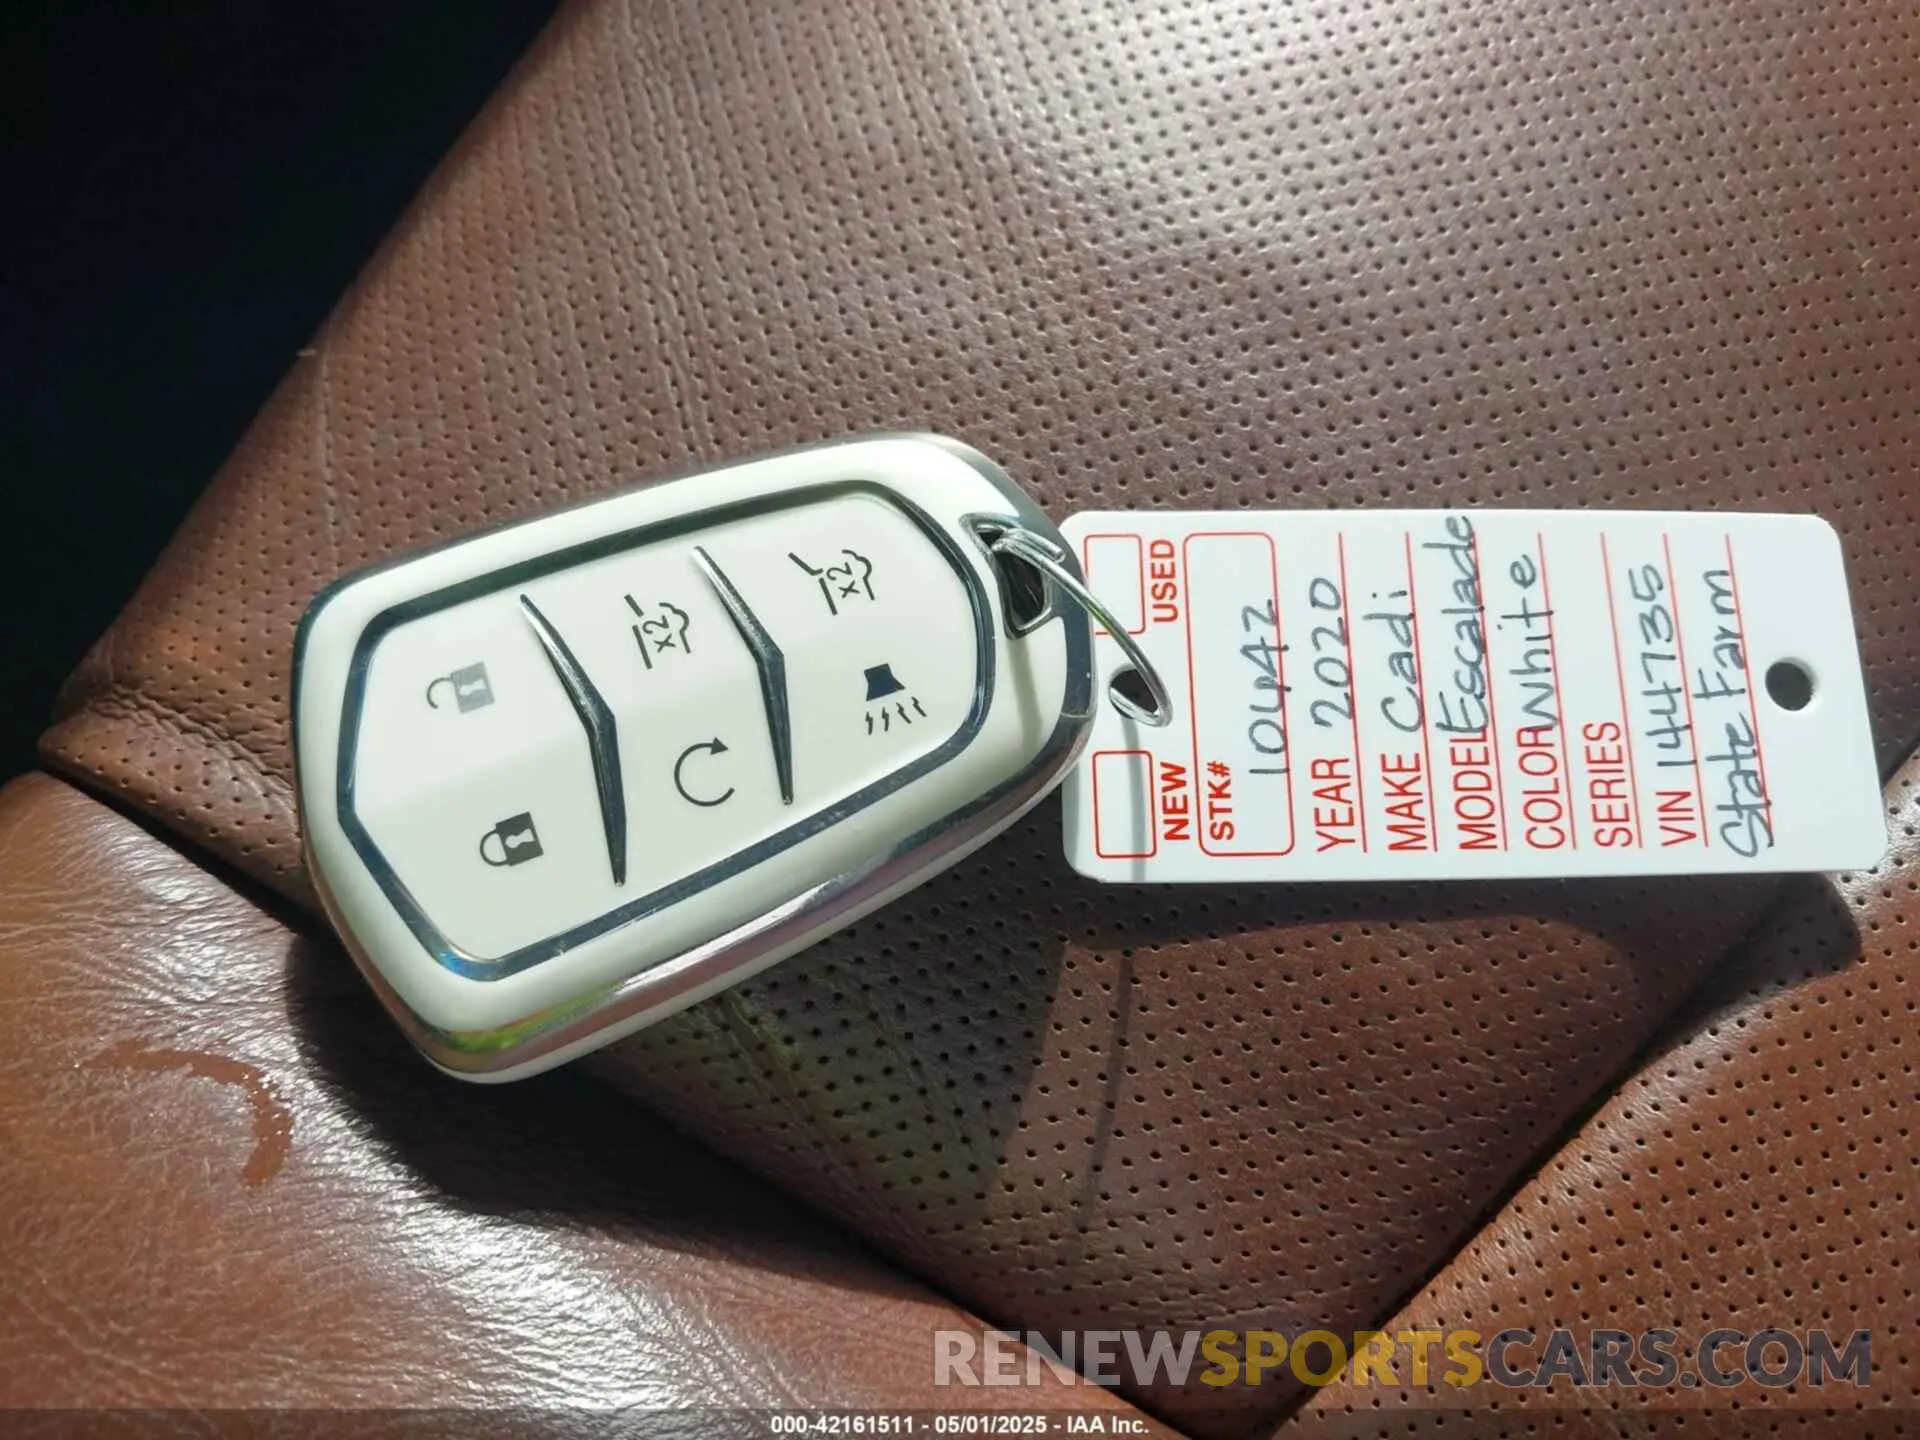 x2
x2
USED
NEW
STK# 10442
YEAR 2020
MAKE Cadi
MODEL Escalade
COLOR White
SERIES
VIN 144735
State Farm
RENEWSPORTSCARS.COM
000-42161511 - 05/01/2025 - IAA Inc.